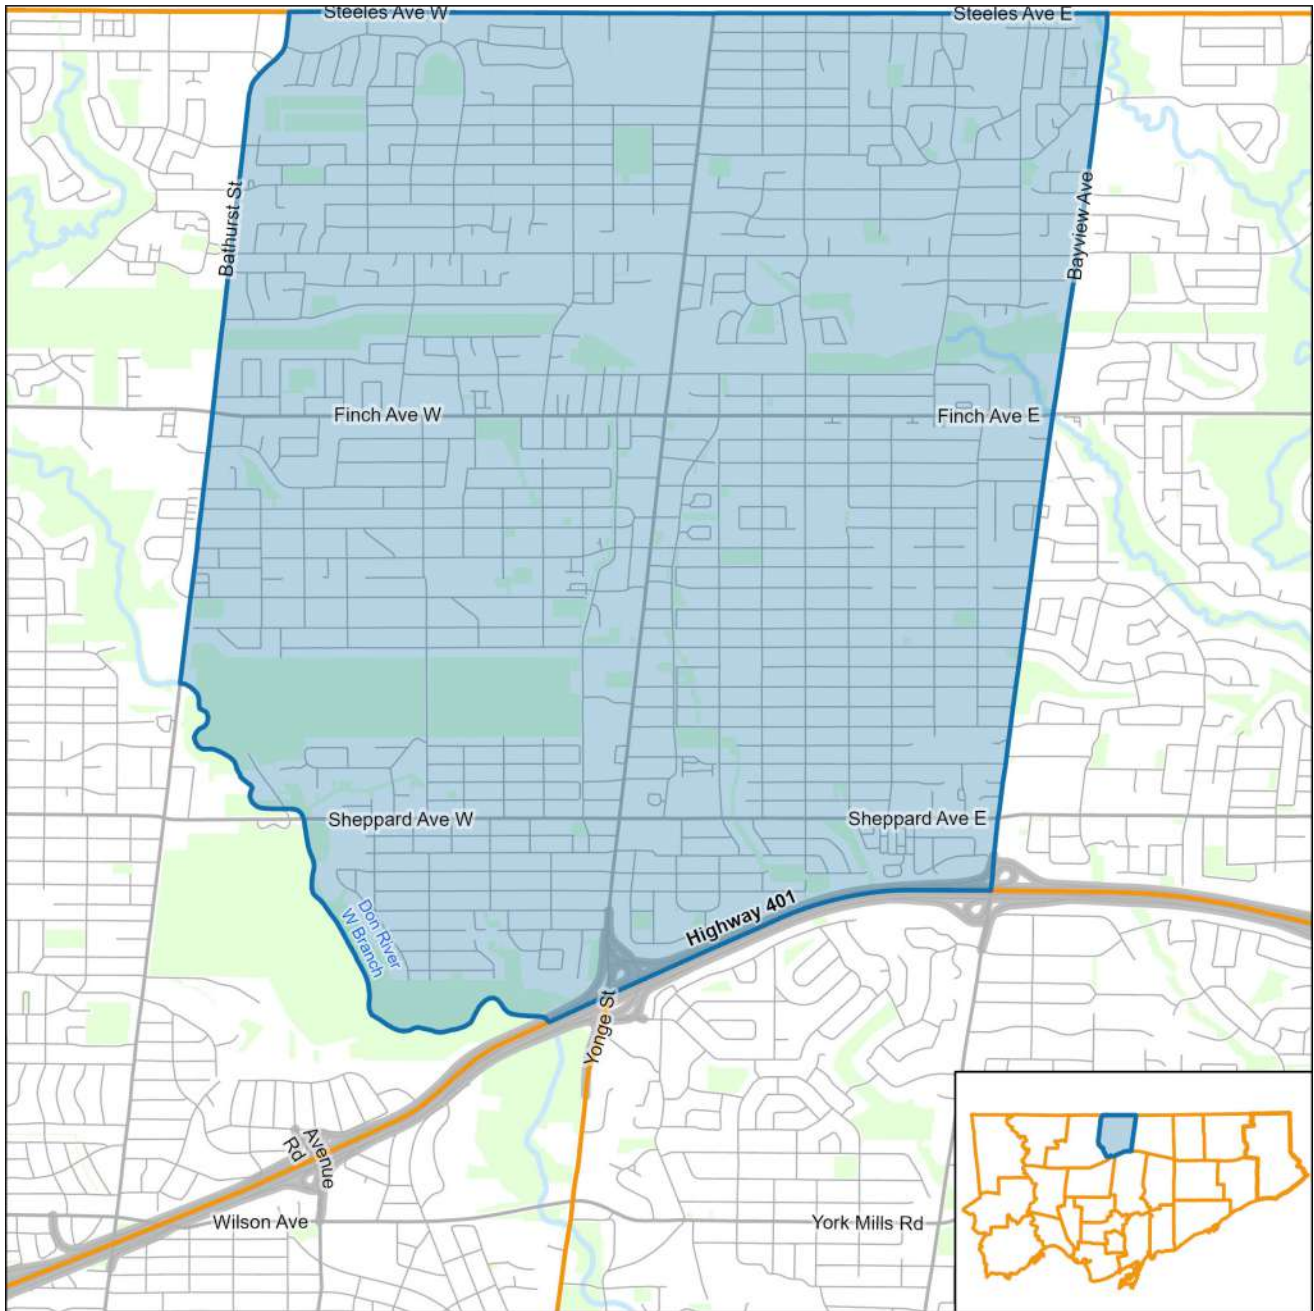 Steeles Ave W
Steeles Ave E
Bathurst St
Bayview Ave
Finch Ave W
Finch Ave E
Sheppard Ave W
Sheppard Ave E
Don River
W Branch
Highway 401
Yonge St
Avenue
Rd
Wilson Ave
York Mills Rd